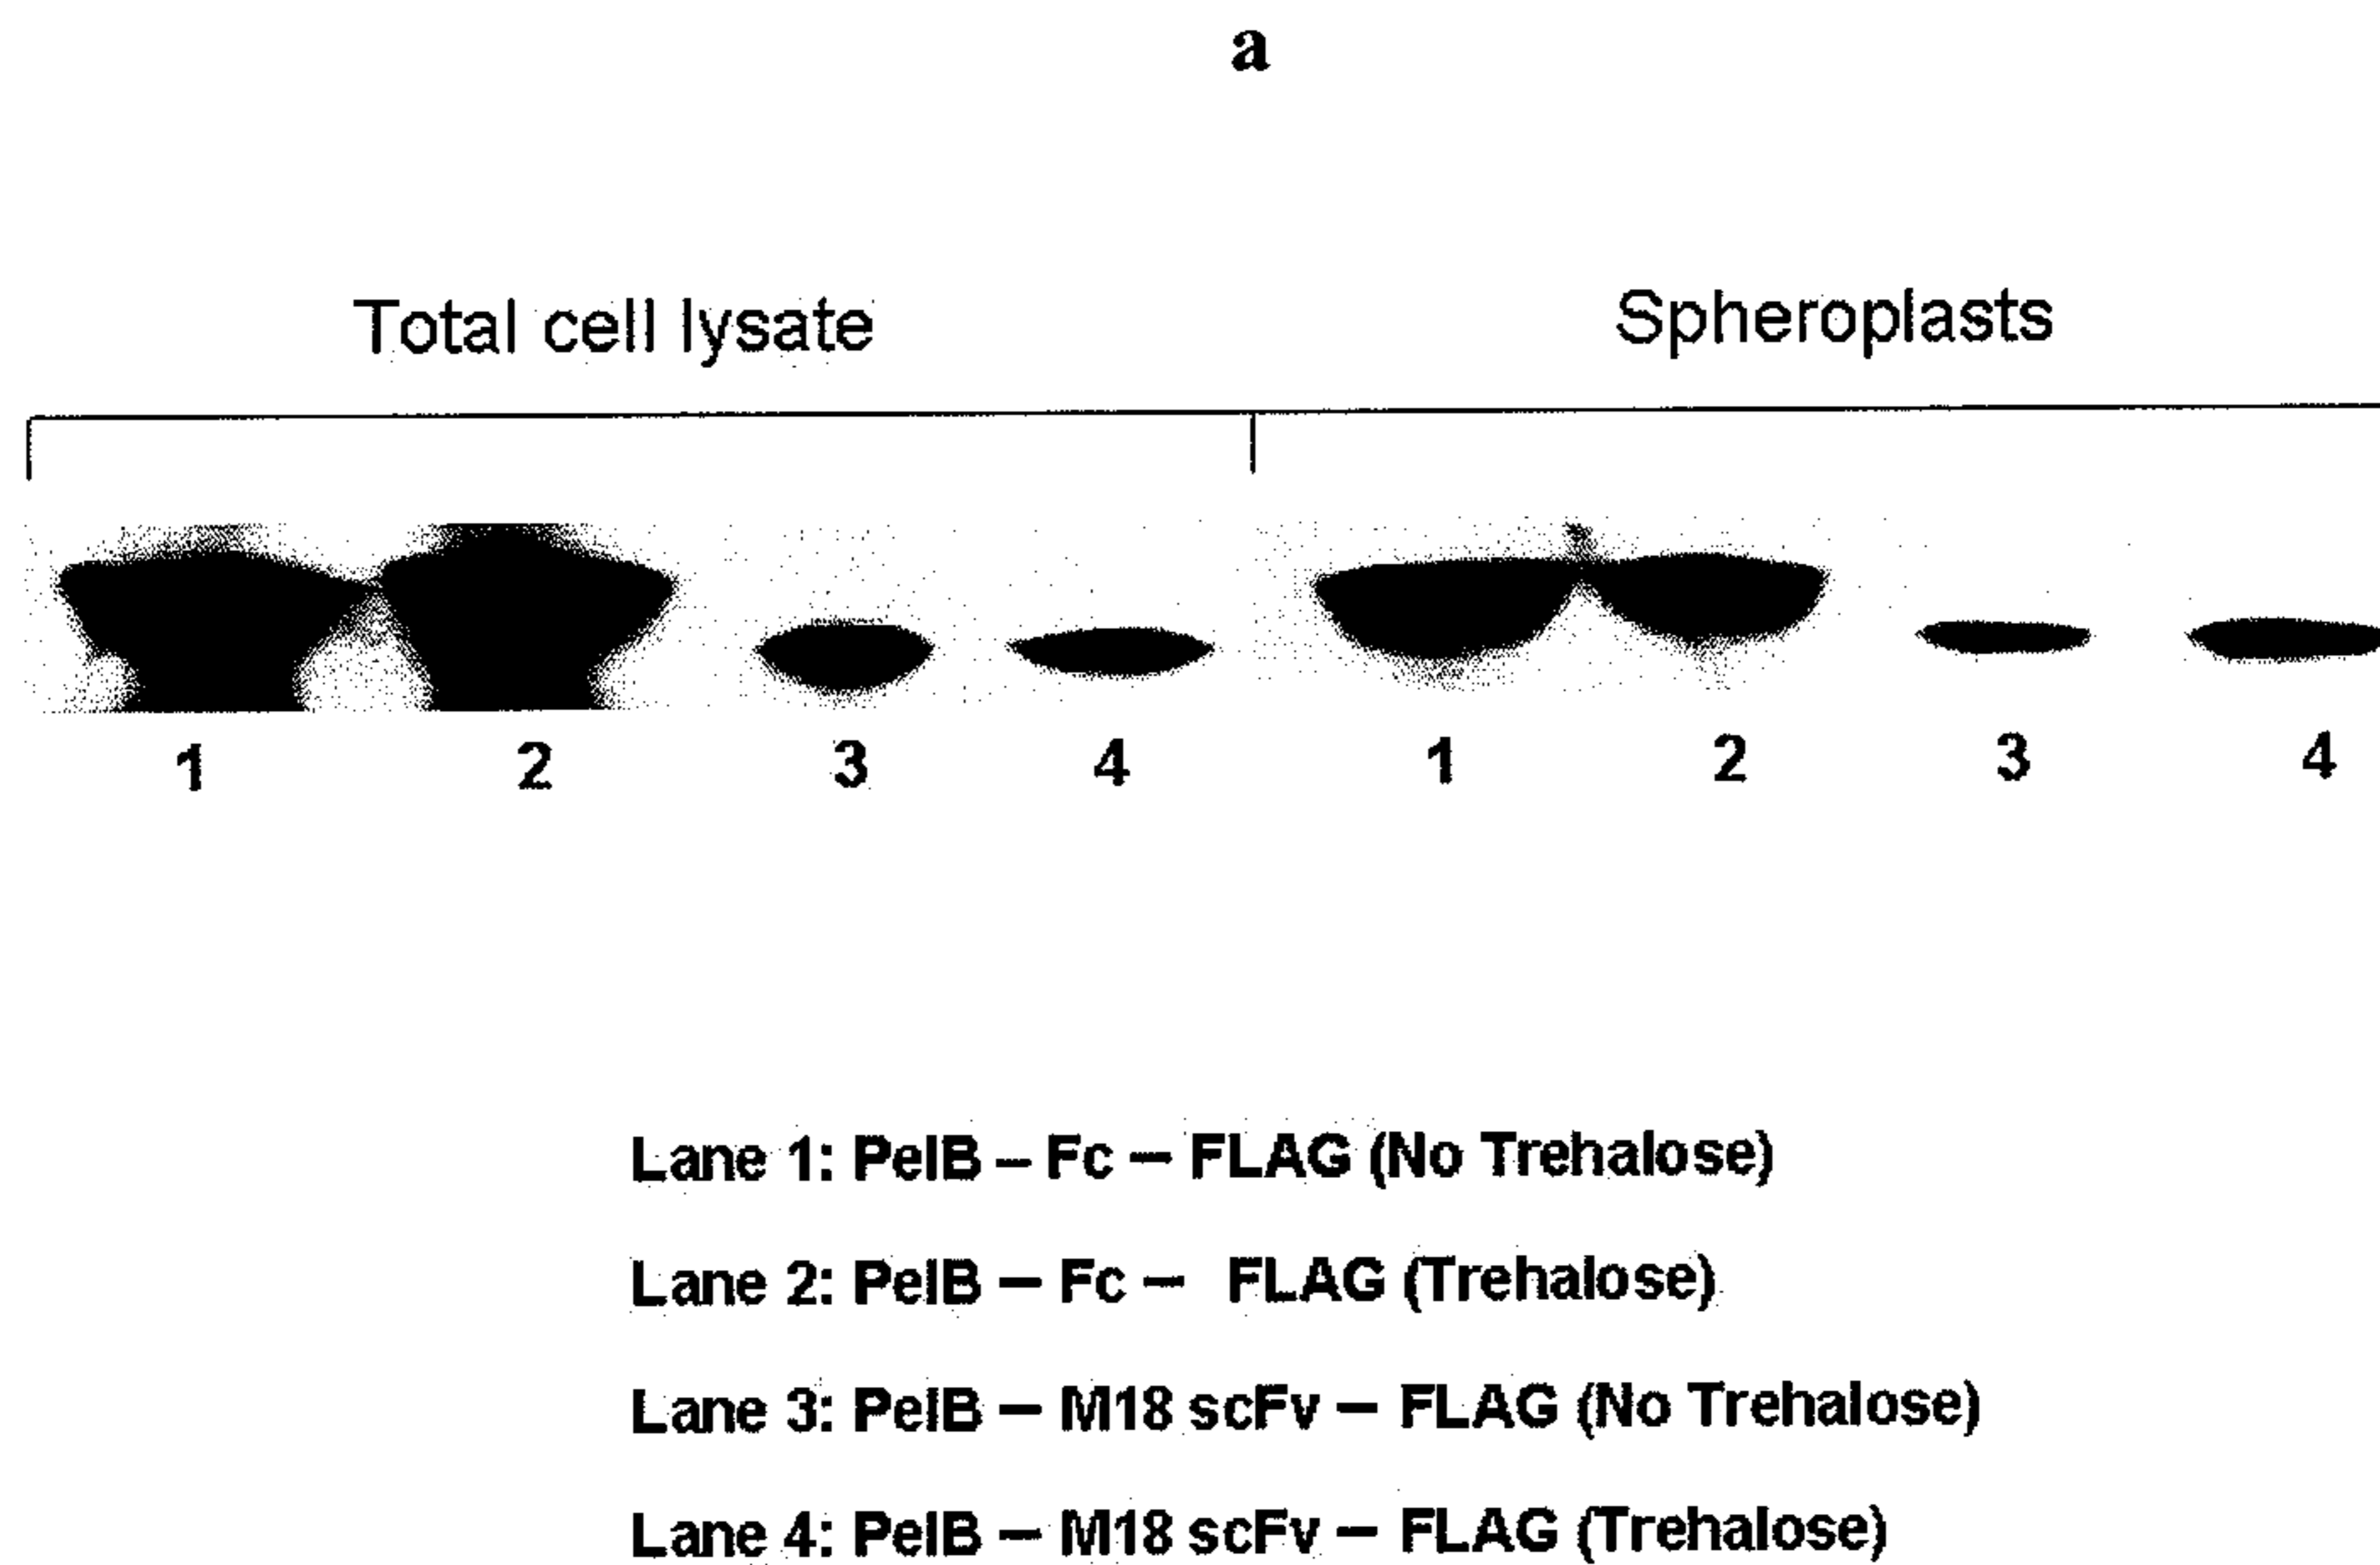 a
Total cell lysate Spheroplasts
1 2 3 4 1 2 3 4
Lane 1: PelB – Fc – FLAG (No Trehalose)
Lane 2: PelB – Fc – FLAG (Trehalose)
Lane 3: PelB – M18 scFv – FLAG (No Trehalose)
Lane 4: PelB – M18 scFv – FLAG (Trehalose)